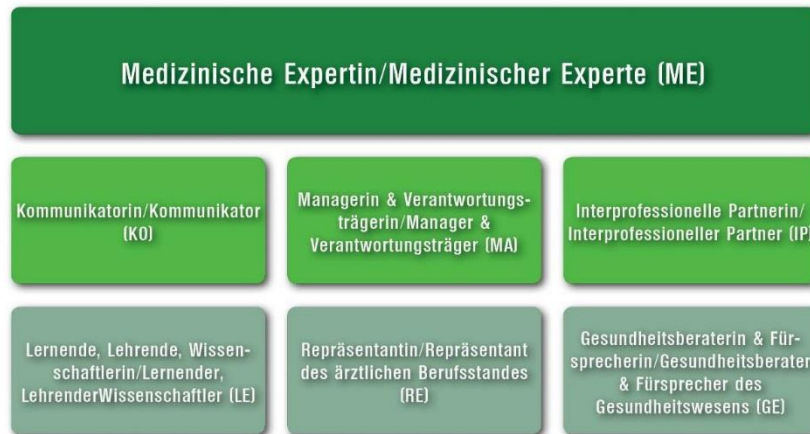 Medizinische Expertin/Medizinischer Experte (ME)
Kommunikatorin/Kommunikator
(KO)
Managerin & Verantwortungs-
trägerin/Manager &
Verantwortungsträger (MA)
Interprofessionelle Partnerin/
Interprofessioneller Partner (IP)
Lernende, Lehrende, Wissen-
schaftlerin/Lernender,
LehrenderWissenschaftler (LE)
Repräsentantin/Repräsentant
des ärztlichen Berufsstandes
(RE)
Gesundheitsberaterin & Für-
sprecherin/Gesundheitsberater
& Fürsprecher des
Gesundheitswesens (GE)